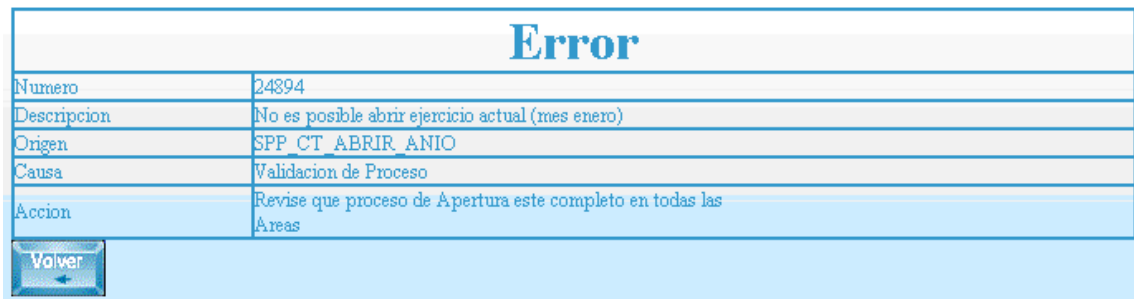 Error
Numero 24894
Descripcion No es posible abrir ejercicio actual (mes enero)
Origen SPP_CT_ABRIR_ANIO
Causa Validacion de Proceso
Accion Revise que proceso de Apertura este completo en todas las
Areas
Volver